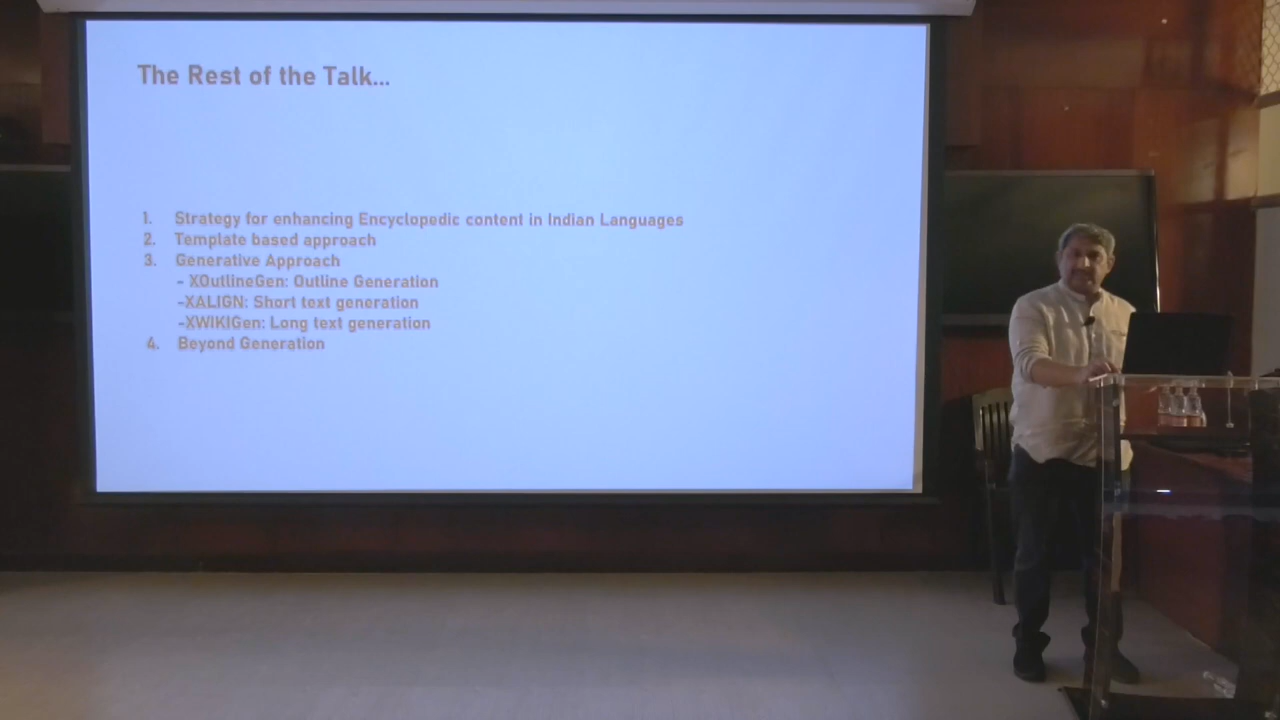 The Rest of the Talk...
1. Strategy for enhancing Encyclopedic content in Indian Languages
2. Template based approach
3. Generative Approach
- XOutlineGen: Outline Generation
-XALIGN: Short text generation
-XWIKIGen: Long text generation
4. Beyond Generation